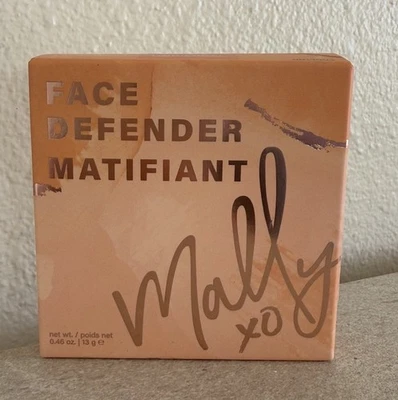 FACE
DEFENDER
MATIFIANT
Mally
xo
net wt. / poids net
0.46 oz. | 13 g ℮